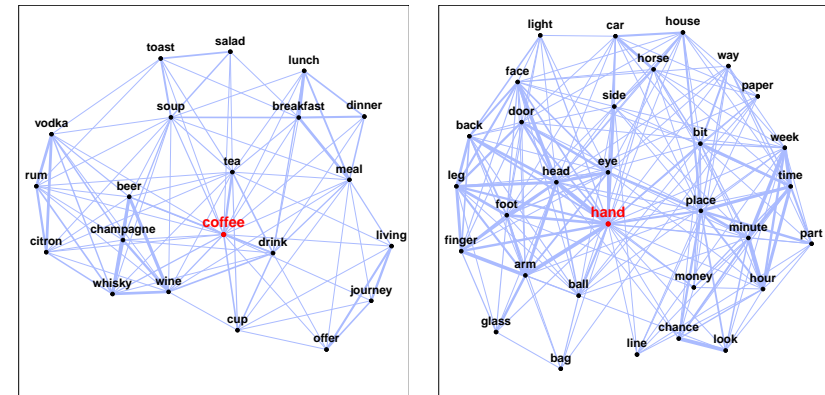 salad
toast
lunch
soup
breakfast
dinner
vodka
tea
meal
rum
beer
coffee
champagne
citron
drink
living
whisky
wine
journey
cup
offer
light
car
house
horse
way
face
paper
side
door
back
bit
week
eye
leg
head
time
foot
hand
place
minute
part
finger
arm
ball
money
hour
glass
chance
line
look
bag